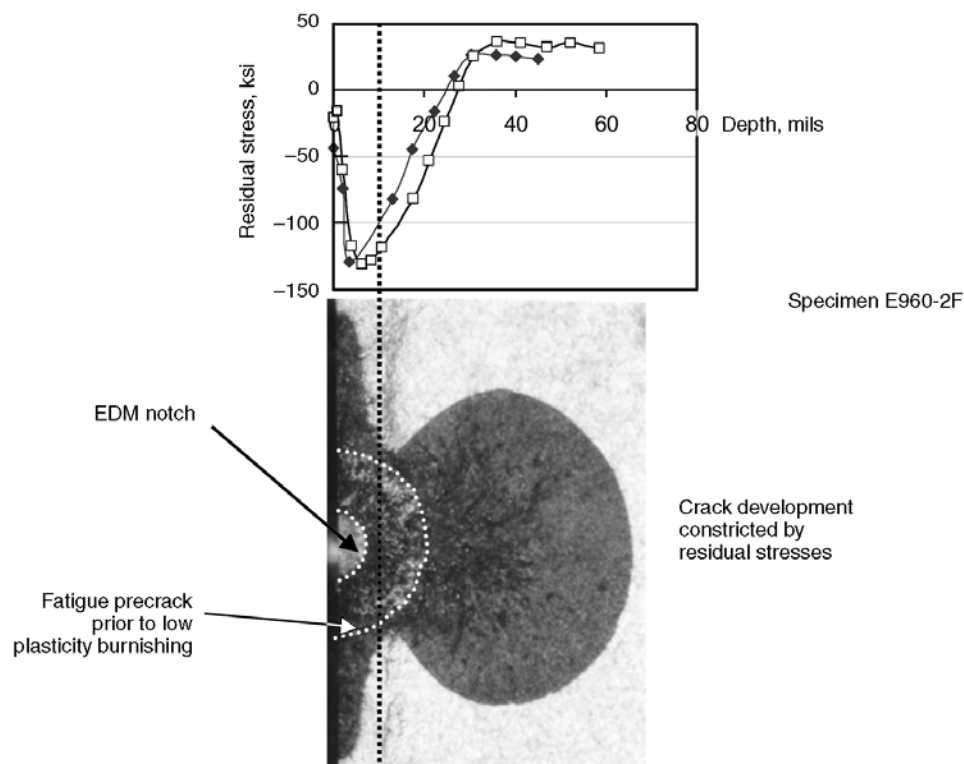 50
0
−50
−100
−150
Residual stress, ksi
20
40
60
80
Depth, mils
Specimen E960-2F
EDM notch
Crack development
constricted by
residual stresses
Fatigue precrack
prior to low
plasticity burnishing